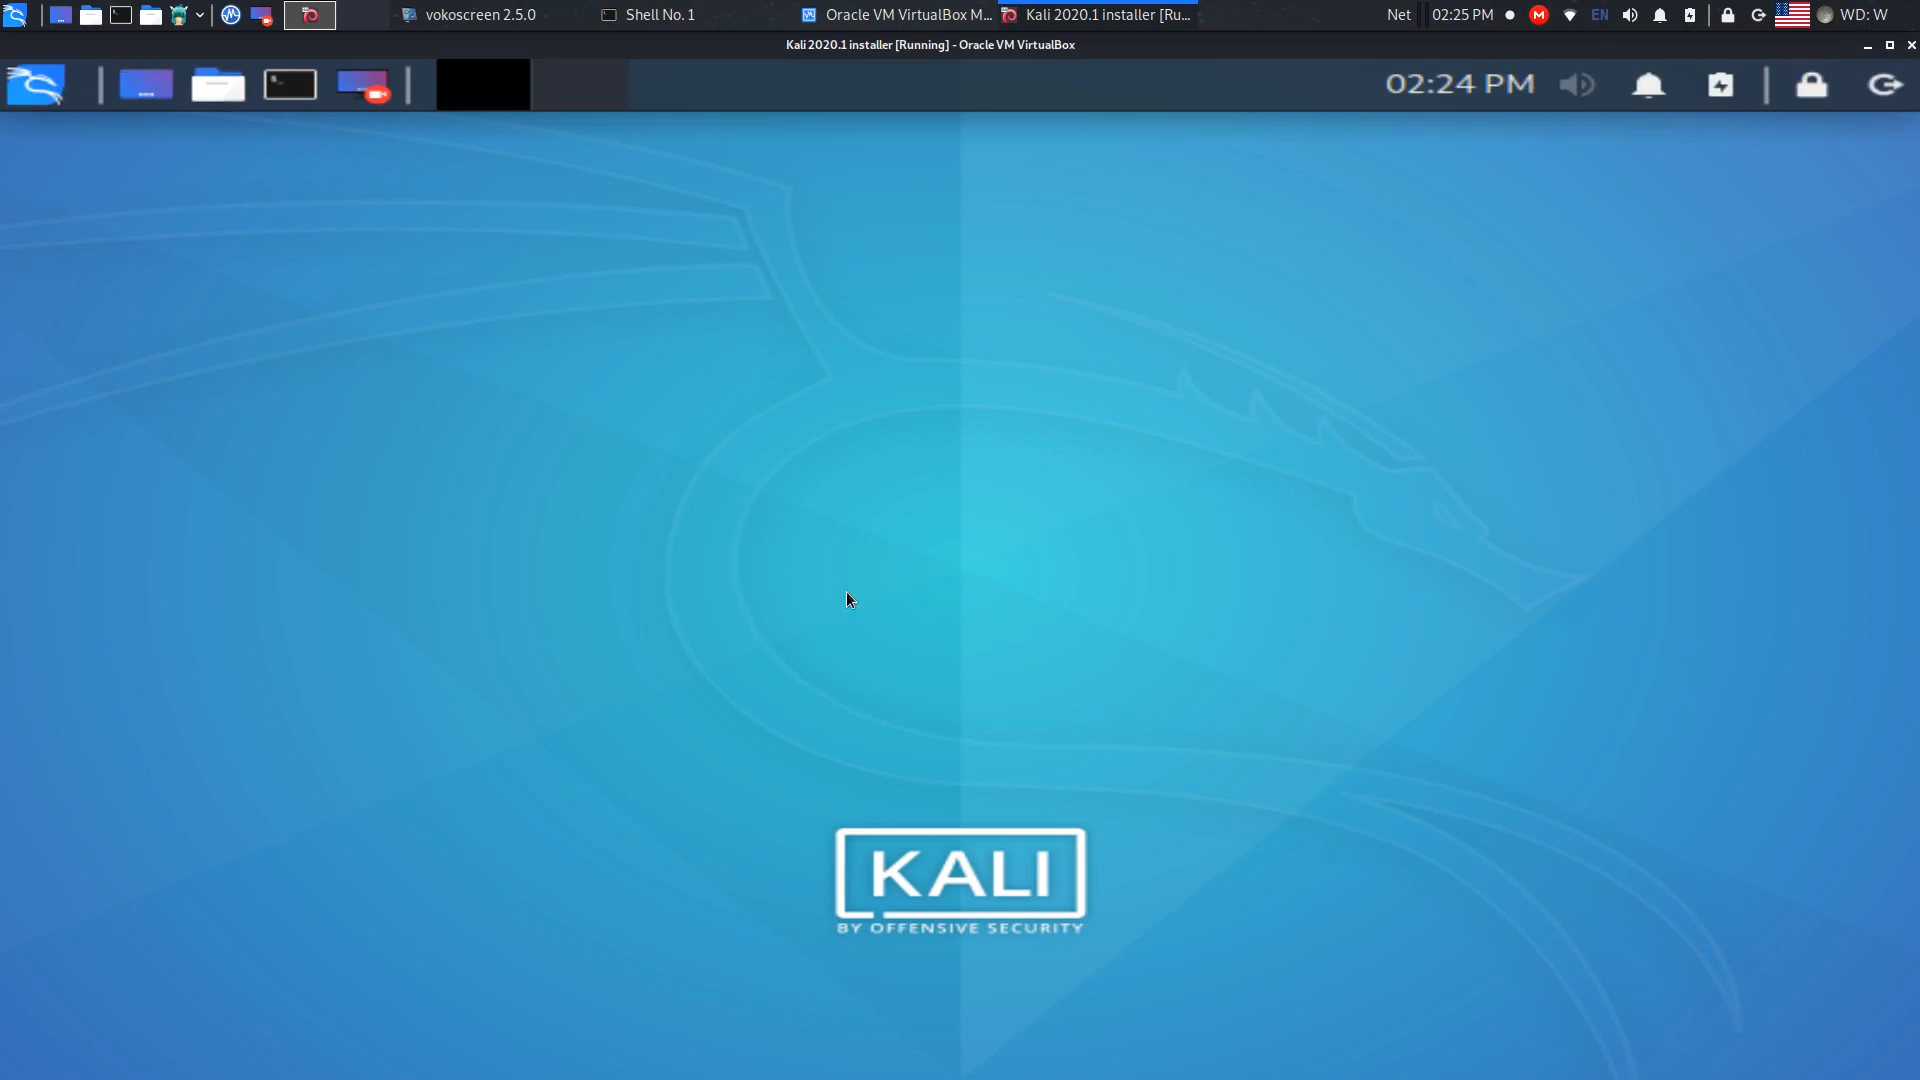 vokoscreen 2.5.0
Shell No. 1
Oracle VM VirtualBox M...
Kali 2020.1 installer [Ru...
Net
02:25 PM
EN
WD: W
Kali 2020.1 installer [Running] - Oracle VM VirtualBox
02:24 PM
KALI
BY OFFENSIVE SECURITY